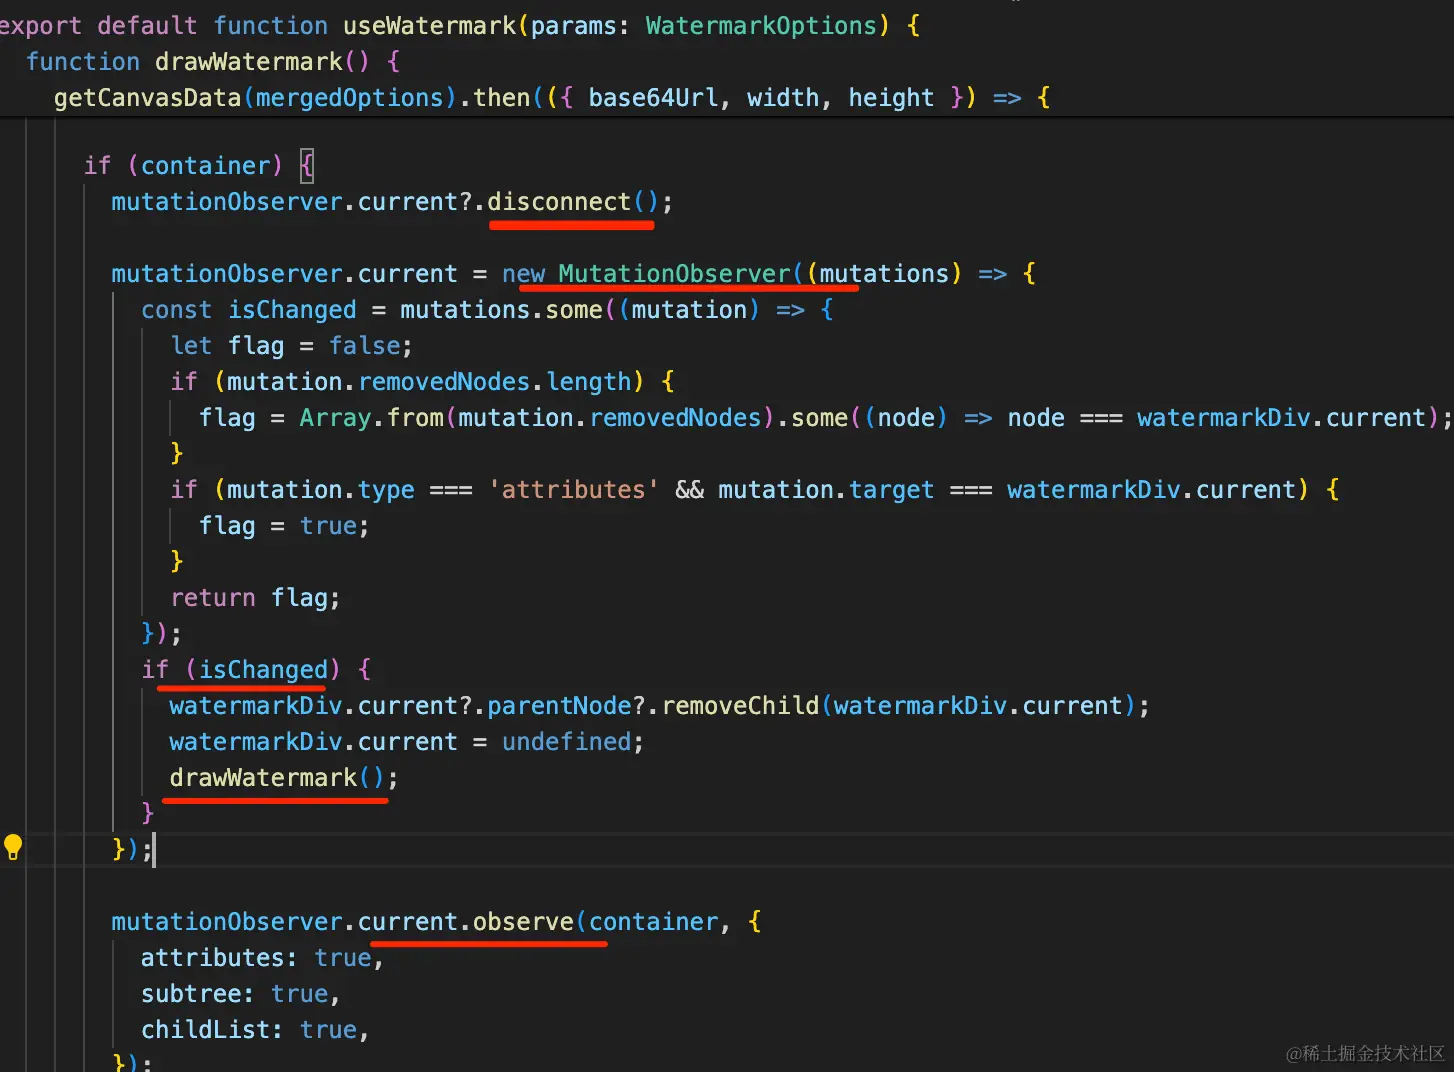 export default function useWatermark(params: WatermarkOptions) {
  function drawWatermark() {
    getCanvasData(mergedOptions).then(({ base64Url, width, height }) => {
      if (container) {
        mutationObserver.current?.disconnect();
        mutationObserver.current = new MutationObserver((mutations) => {
          const isChanged = mutations.some((mutation) => {
            let flag = false;
            if (mutation.removedNodes.length) {
              flag = Array.from(mutation.removedNodes).some((node) => node === watermarkDiv.current);
            }
            if (mutation.type === 'attributes' && mutation.target === watermarkDiv.current) {
              flag = true;
            }
            return flag;
          });
          if (isChanged) {
            watermarkDiv.current?.parentNode?.removeChild(watermarkDiv.current);
            watermarkDiv.current = undefined;
            drawWatermark();
          }
        });
        mutationObserver.current.observe(container, {
          attributes: true,
          subtree: true,
          childList: true,
        });
@稀土掘金技术社区